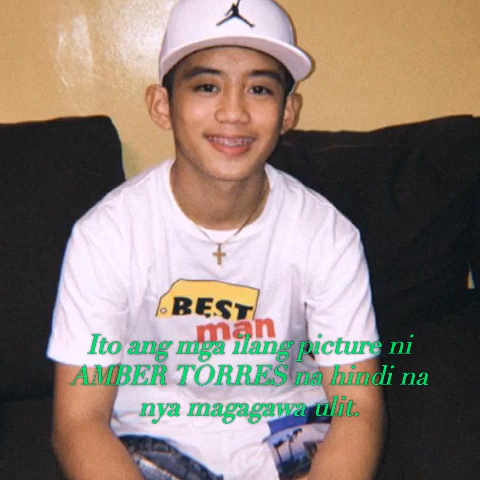 BEST
man
Ito ang mga ilang picture ni
AMBER TORRES na hindi na
nya magagawa ulit.